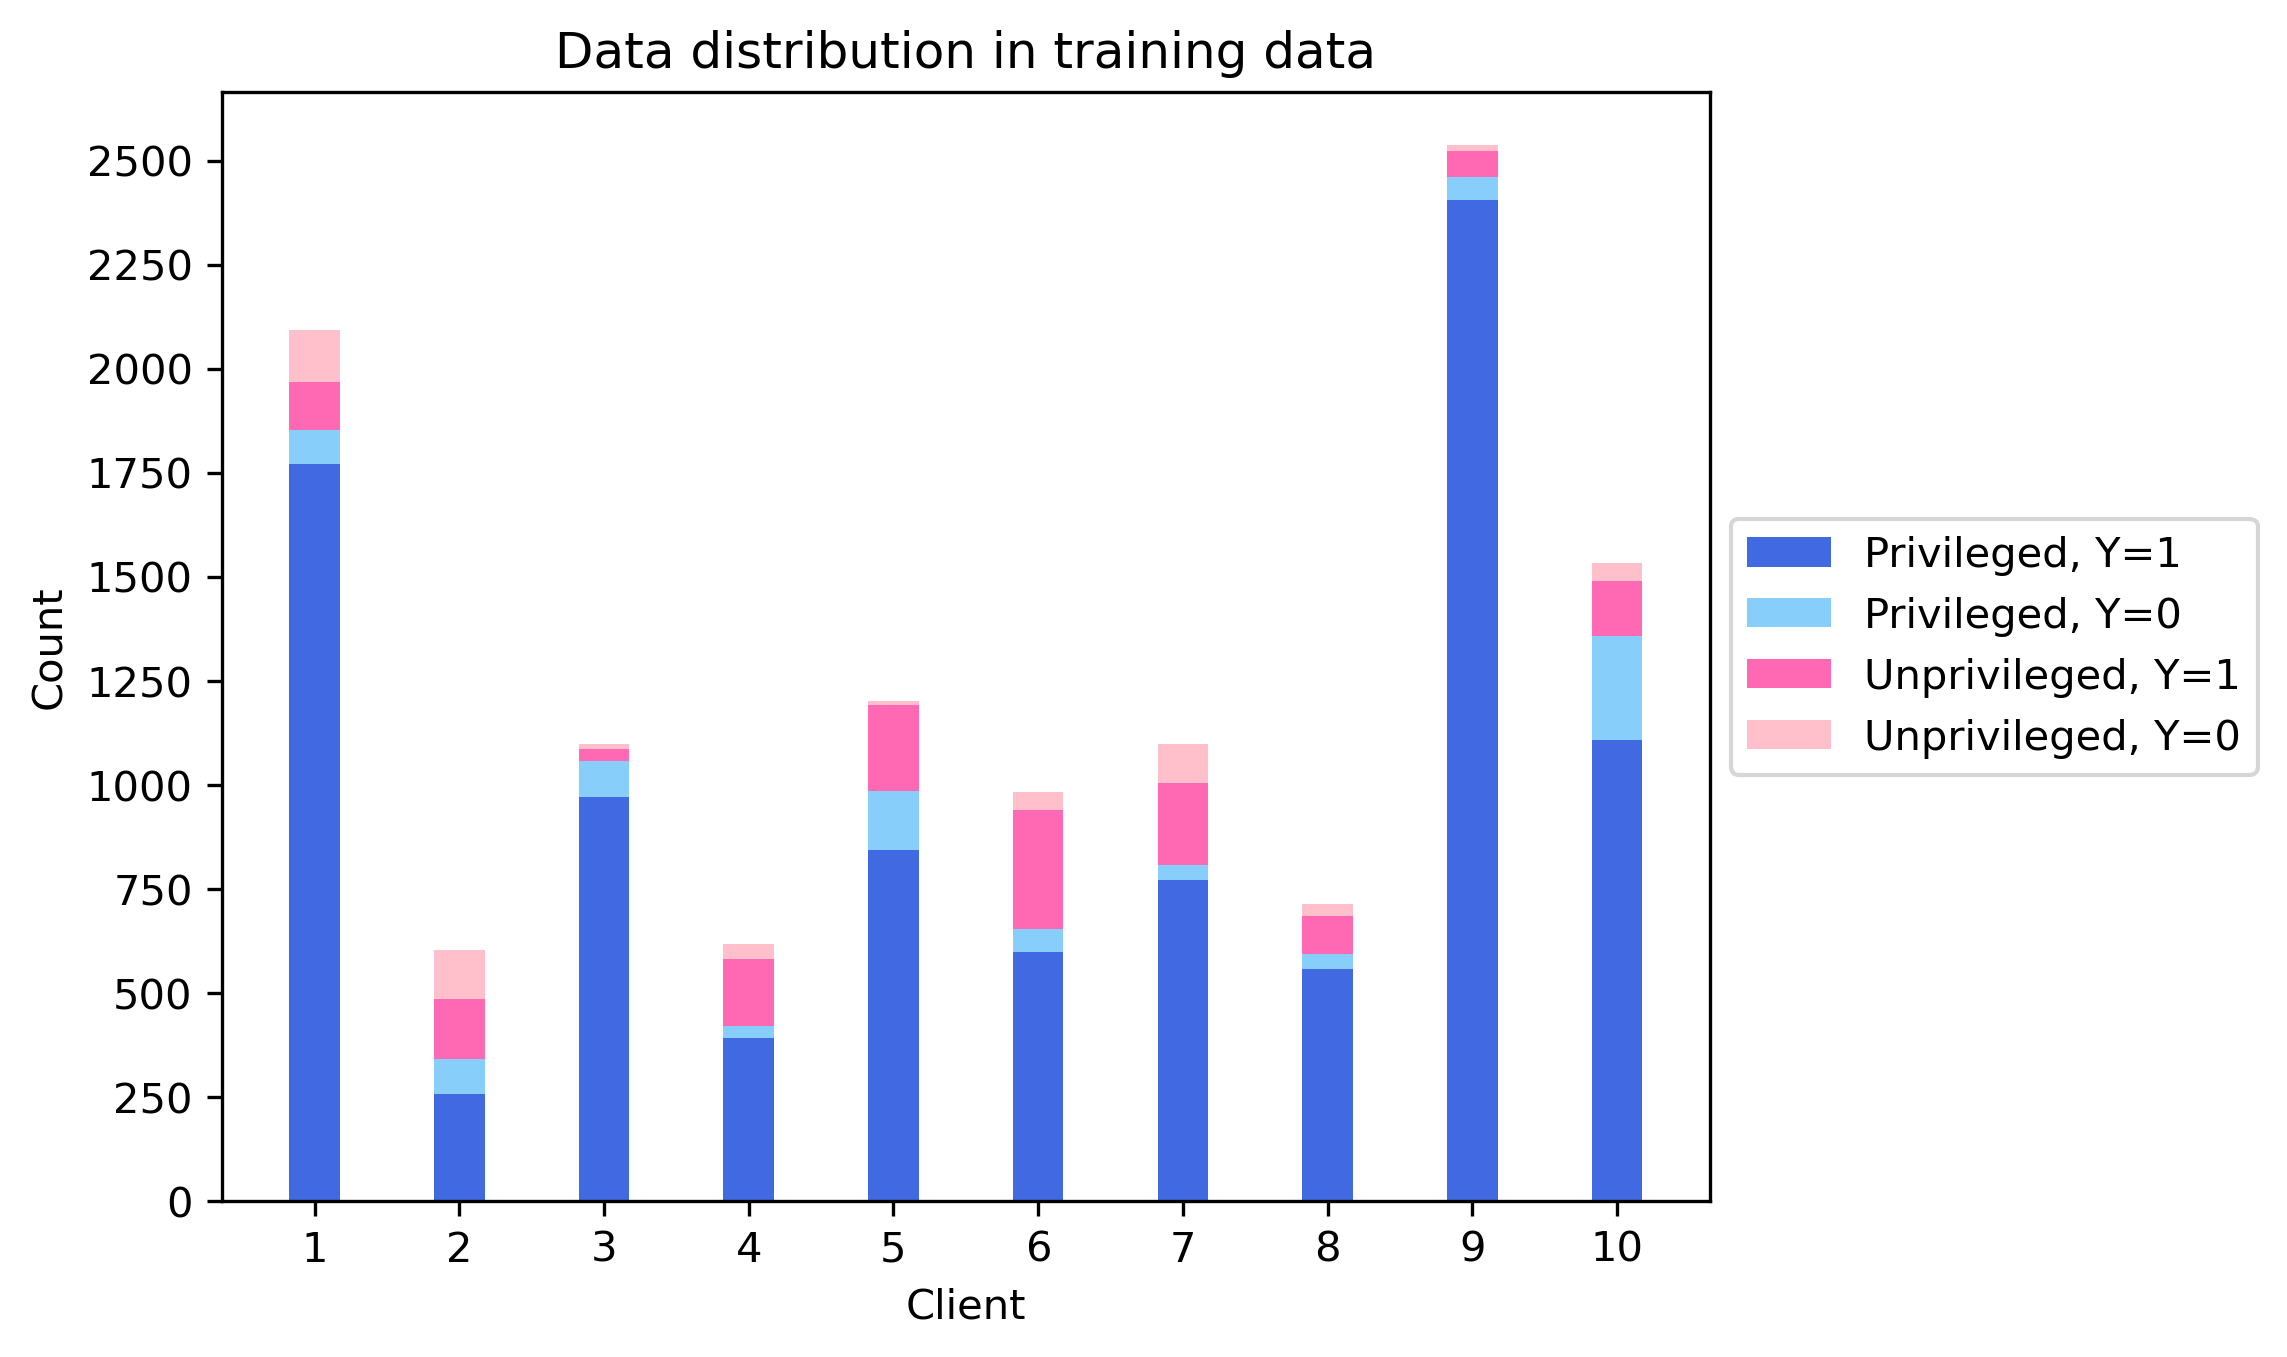 Data distribution in training data
2500
2250
2000
1750
1500
1250
1000
750
500
250
0
Count
1 2 3 4 5 6 7 8 9 10
Client
Privileged, Y=1
Privileged, Y=0
Unprivileged, Y=1
Unprivileged, Y=0